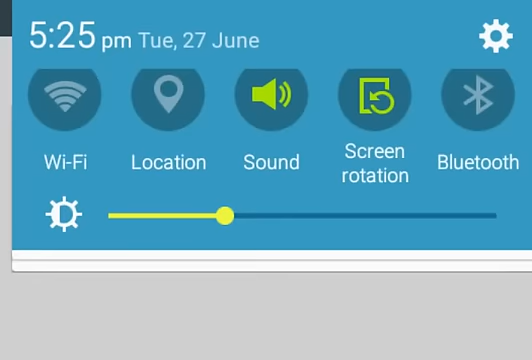 5:25 pm Tue, 27 June
Wi-Fi
Location
Sound
Screen
rotation
Bluetooth